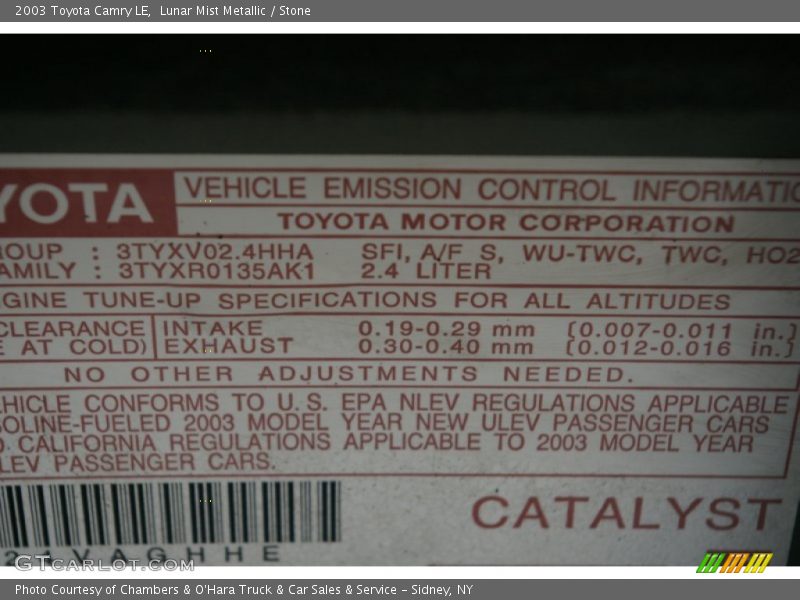 2003 Toyota Camry LE, Lunar Mist Metallic / Stone
YOTA VEHICLE EMISSION CONTROL INFORMATIO
TOYOTA MOTOR CORPORATION
ROUP : 3TYXV02.4HHA SFI, A/F S, WU-TWC, TWC, HO2
AMILY : 3TYXR0135AK1 2.4 LITER
GINE TUNE-UP SPECIFICATIONS FOR ALL ALTITUDES
CLEARANCE INTAKE 0.19-0.29 mm (0.007-0.011 in.)
E AT COLD) EXHAUST 0.30-0.40 mm (0.012-0.016 in.)
NO OTHER ADJUSTMENTS NEEDED.
HICLE CONFORMS TO U.S. EPA NLEV REGULATIONS APPLICABLE
OLINE-FUELED 2003 MODEL YEAR NEW ULEV PASSENGER CARS
D CALIFORNIA REGULATIONS APPLICABLE TO 2003 MODEL YEAR
LEV PASSENGER CARS.
CATALYST
VAGHHE
GTCARLOT.COM
Photo Courtesy of Chambers & O'Hara Truck & Car Sales & Service - Sidney, NY